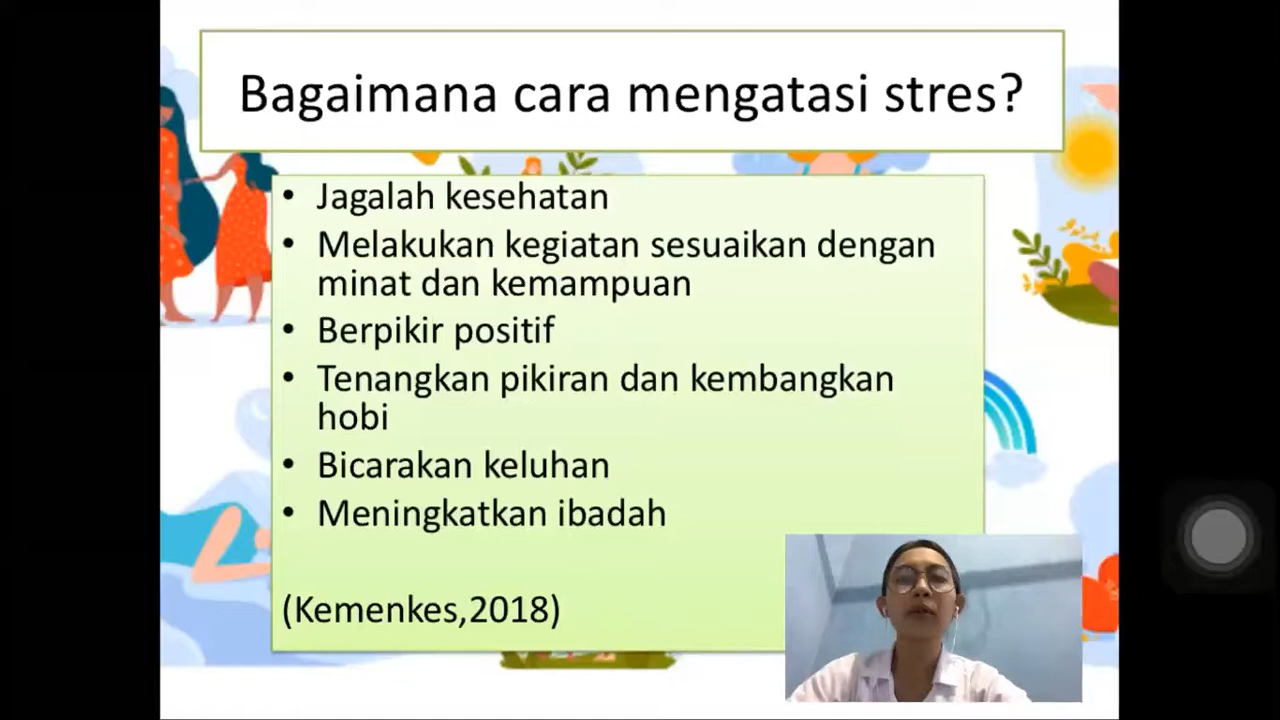 Bagaimana cara mengatasi stres?
• Jagalah kesehatan
• Melakukan kegiatan sesuaikan dengan
minat dan kemampuan
• Berpikir positif
• Tenangkan pikiran dan kembangkan
hobi
• Bicarakan keluhan
• Meningkatkan ibadah
(Kemenkes,2018)